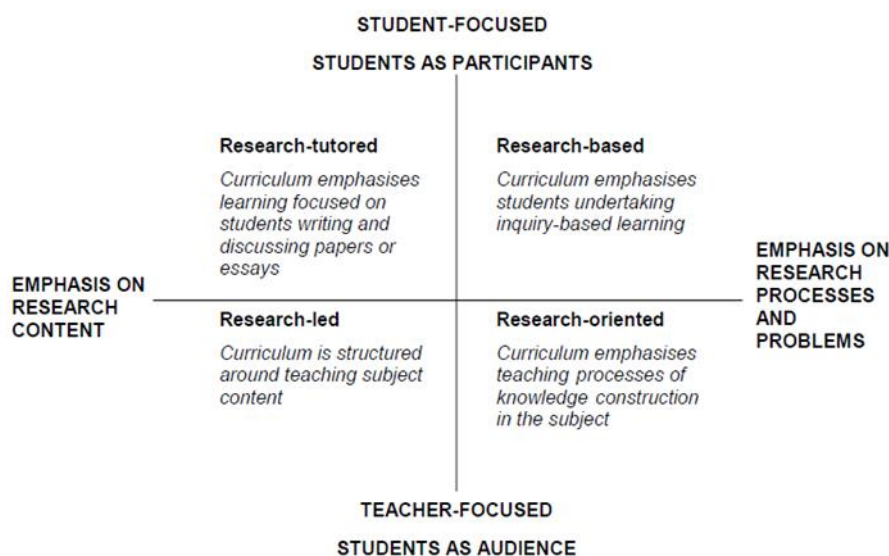 STUDENT-FOCUSED
STUDENTS AS PARTICIPANTS
Research-tutored
Curriculum emphasises
learning focused on
students writing and
discussing papers or
essays
Research-based
Curriculum emphasises
students undertaking
inquiry-based learning
EMPHASIS ON
RESEARCH
CONTENT
EMPHASIS ON
RESEARCH
PROCESSES
AND
PROBLEMS
Research-led
Curriculum is structured
around teaching subject
content
Research-oriented
Curriculum emphasises
teaching processes of
knowledge construction
in the subject
TEACHER-FOCUSED
STUDENTS AS AUDIENCE